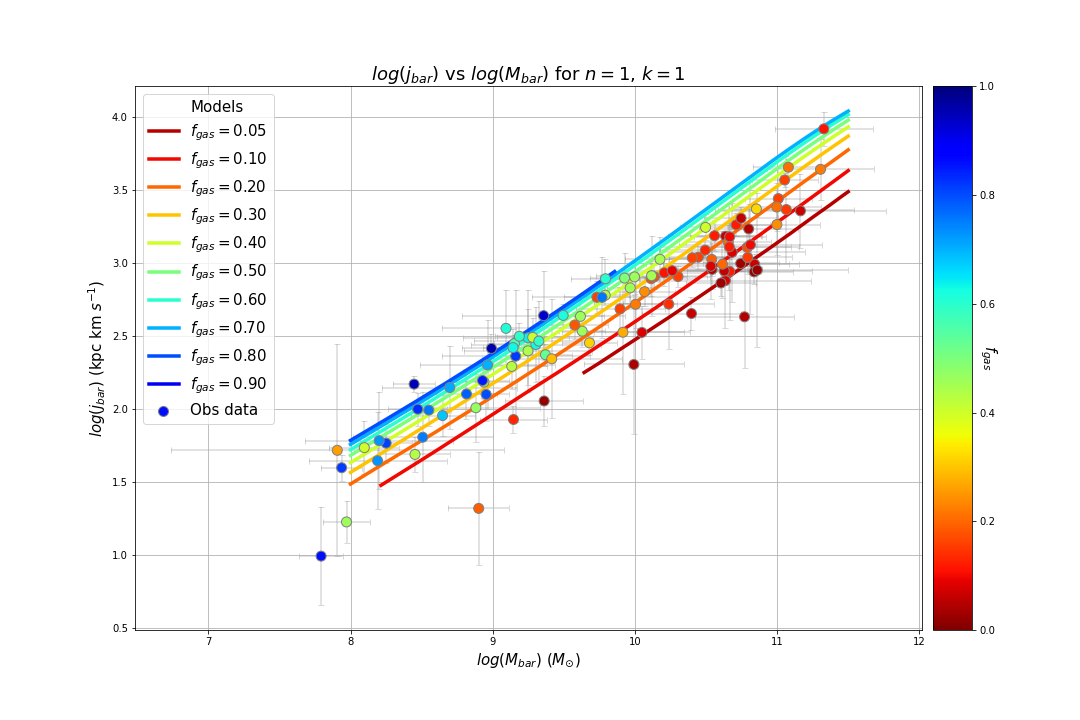 log(j_bar) vs log(M_bar) for n = 1, k = 1
Models
f_gas = 0.05
f_gas = 0.10
f_gas = 0.20
f_gas = 0.30
f_gas = 0.40
f_gas = 0.50
f_gas = 0.60
f_gas = 0.70
f_gas = 0.80
f_gas = 0.90
Obs data
4.0
3.5
3.0
2.5
2.0
1.5
1.0
0.5
log(j_bar) (kpc km s^−1)
7
8
9
10
11
12
log(M_bar) (M_⊙)
1.0
0.8
0.6
0.4
0.2
0.0
f_gas